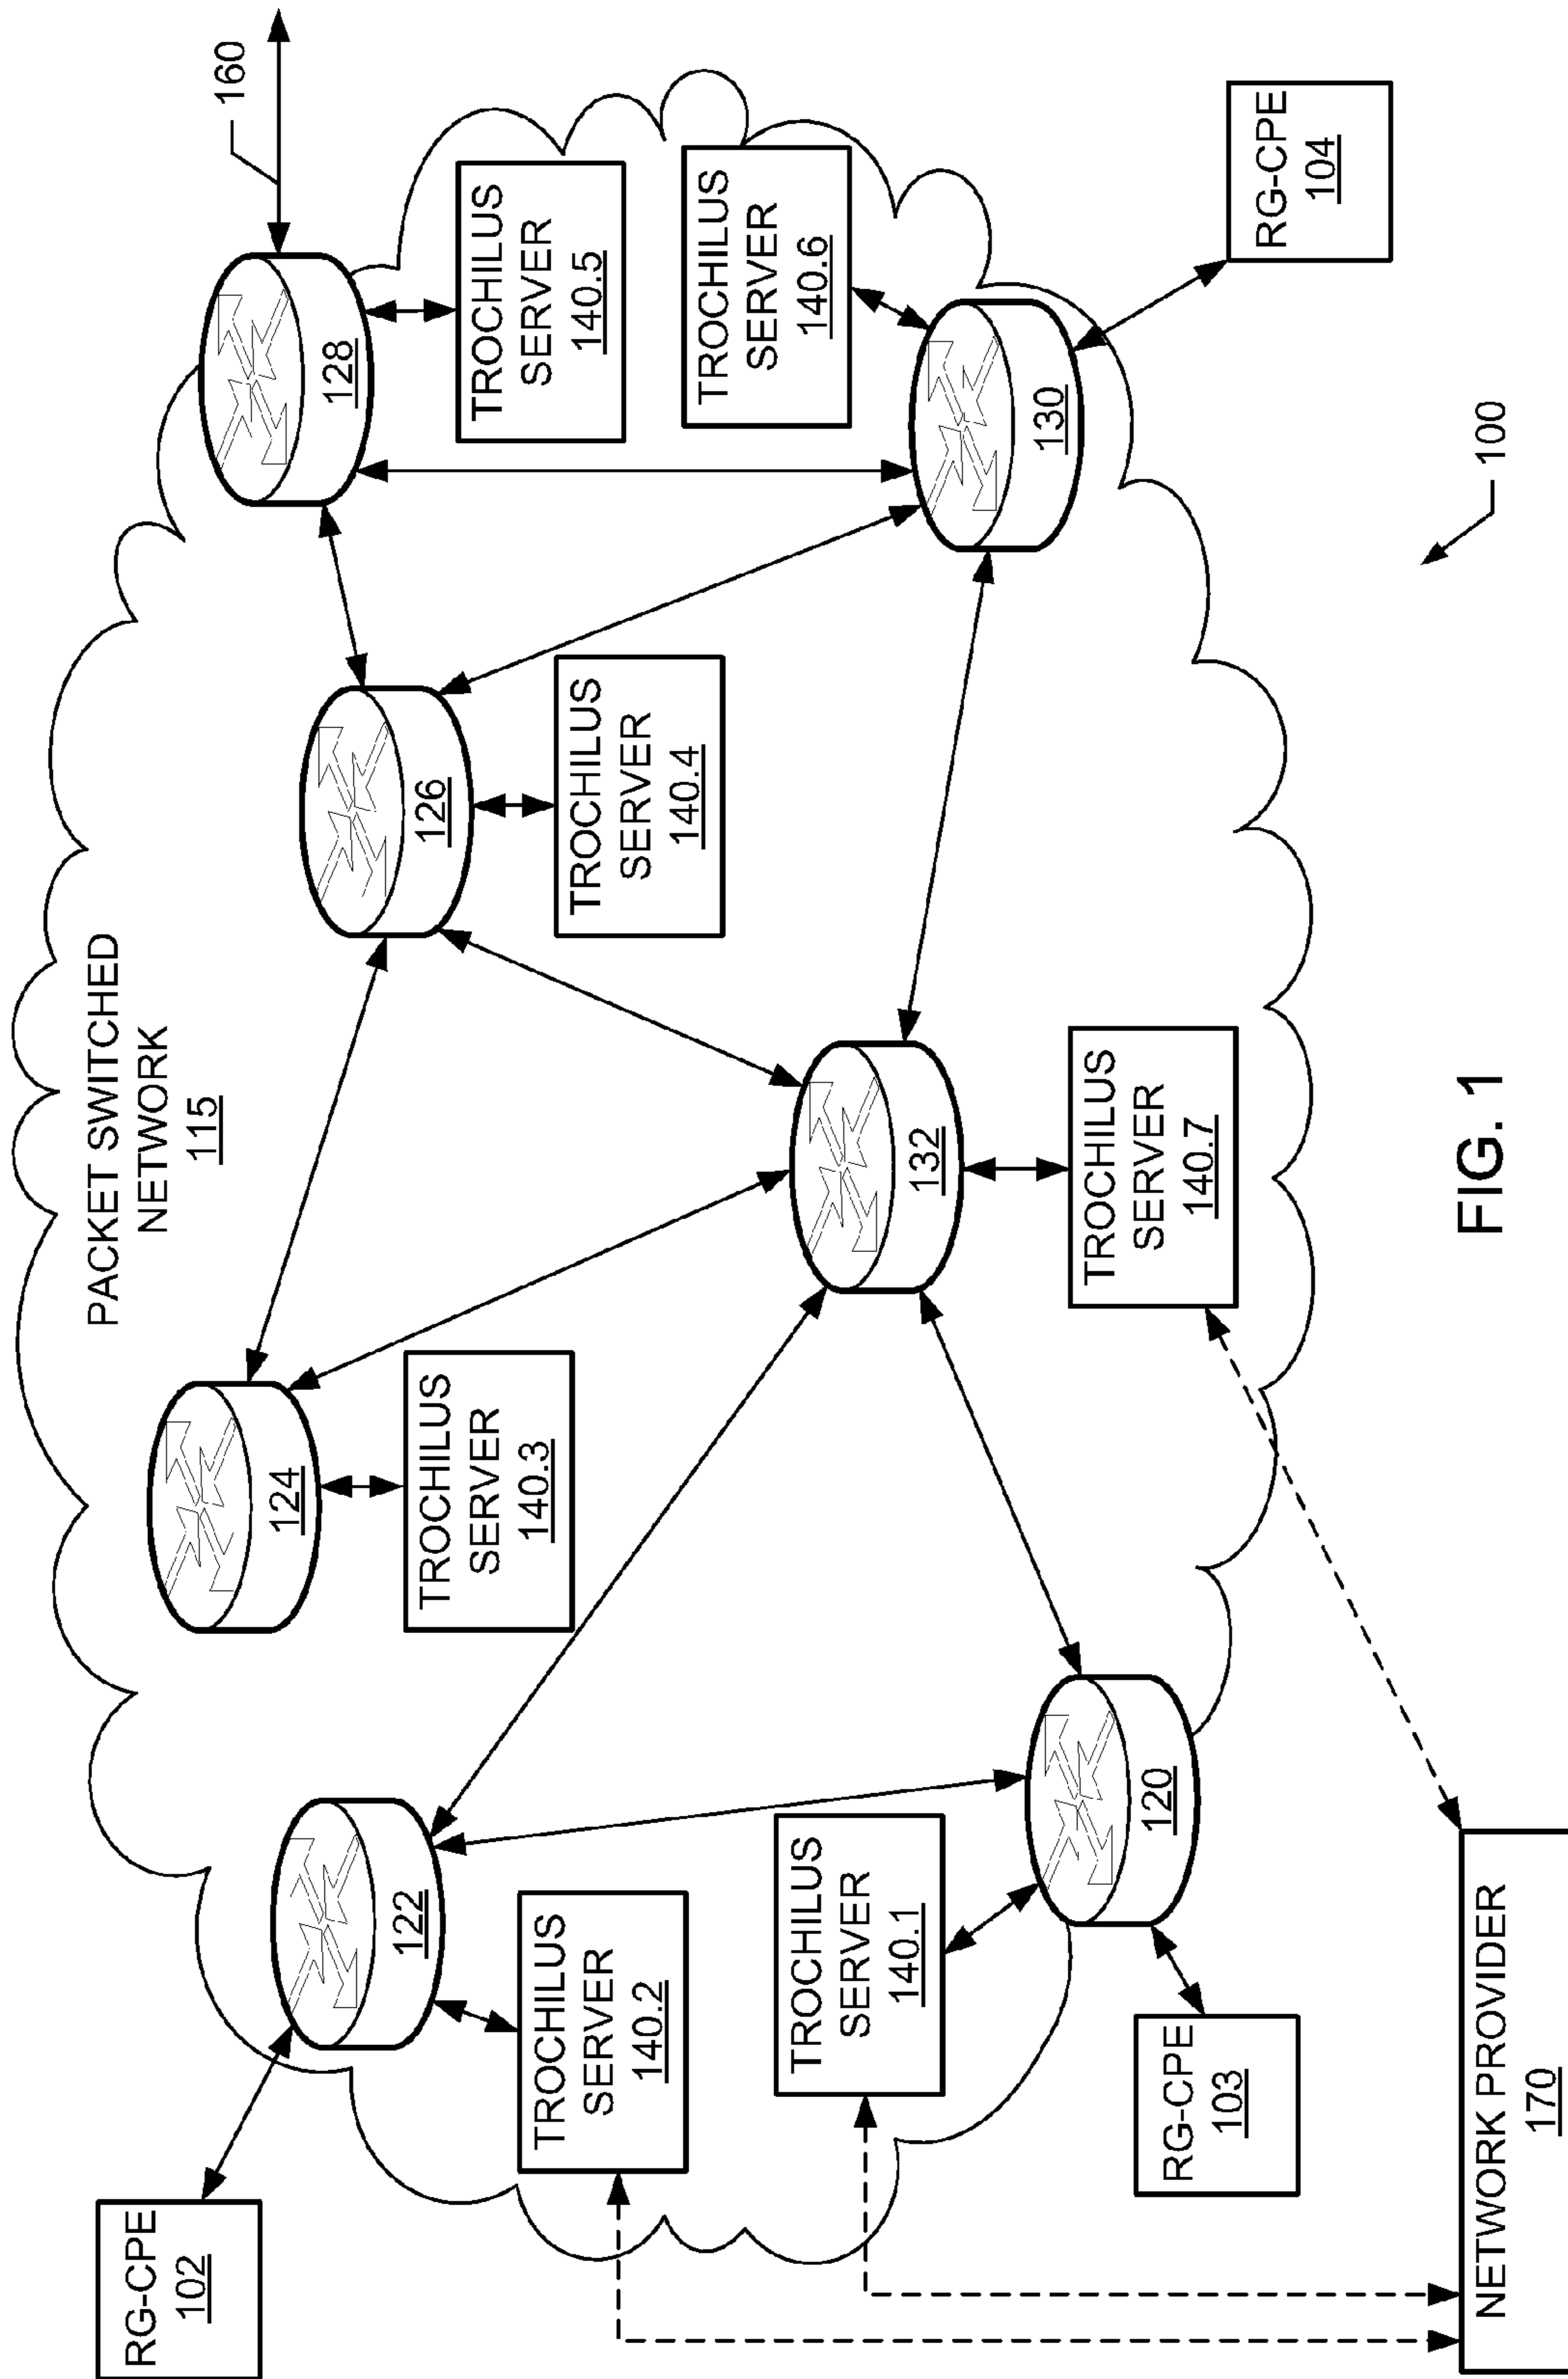 PACKET SWITCHED
NETWORK
115
160
RG-CPE
102
122
124
126
128
TROCHILUS
SERVER
140.2
TROCHILUS
SERVER
140.3
TROCHILUS
SERVER
140.4
TROCHILUS
SERVER
140.5
TROCHILUS
SERVER
140.1
120
132
130
TROCHILUS
SERVER
140.6
TROCHILUS
SERVER
140.7
RG-CPE
103
RG-CPE
104
NETWORK PROVIDER
170
100
FIG. 1